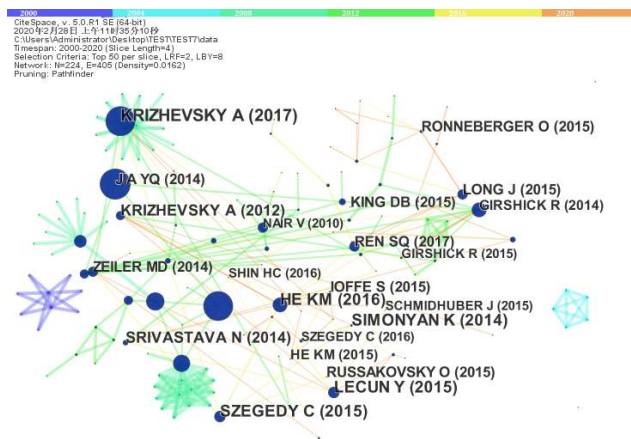 2000 2004 2008 2012 2016 2020
CiteSpace, v. 5.0.R1 SE (64-bit)
2020年2月28日 上午11时35分10秒
C:\Users\Administrator\Desktop\TEST\TEST7\data
Timespan: 2000-2020 (Slice Length=4)
Selection Criteria: Top 50 per slice, LRF=2, LBY=8
Network: N=224, E=405 (Density=0.0162)
Pruning: Pathfinder
KRIZHEVSKY A (2017)
RONNEBERGER O (2015)
JIA YQ (2014)
LONG J (2015)
KING DB (2015)
GIRSHICK R (2014)
KRIZHEVSKY A (2012)
NAIR V (2010)
REN SQ (2017)
GIRSHICK R (2015)
ZEILER MD (2014)
SHIN HC (2016)
IOFFE S (2015)
HE KM (2016)
SCHMIDHUBER J (2015)
SIMONYAN K (2014)
SRIVASTAVA N (2014)
SZEGEDY C (2016)
HE KM (2015)
RUSSAKOVSKY O (2015)
LECUN Y (2015)
SZEGEDY C (2015)